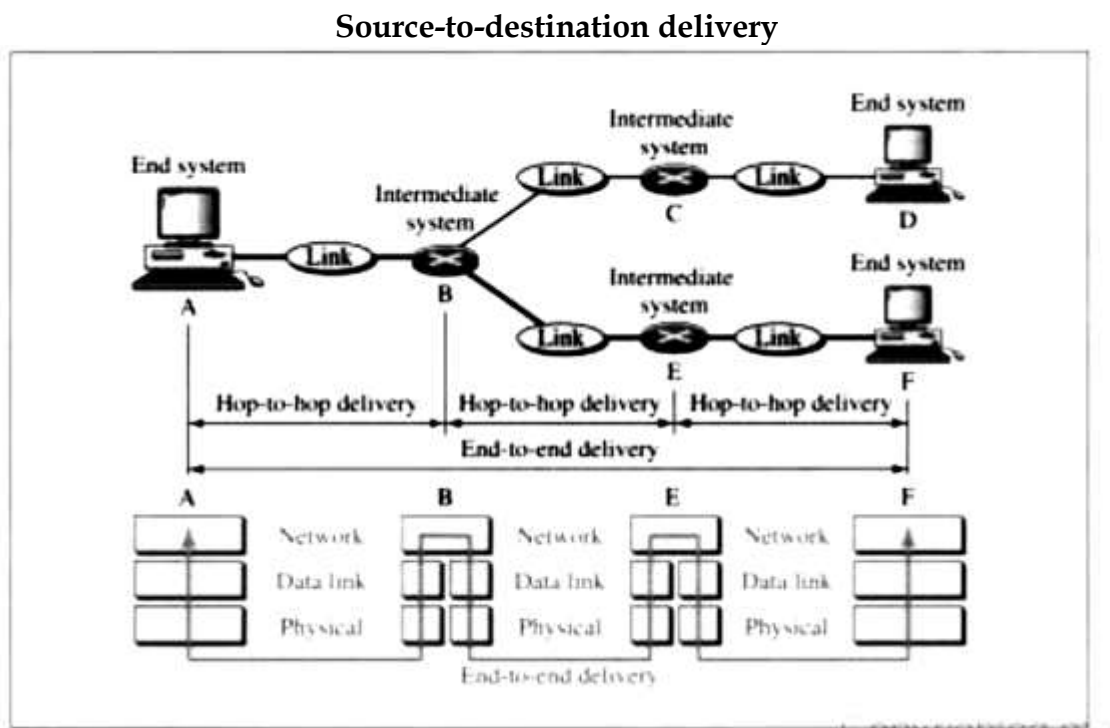 Source-to-destination delivery
End system
Intermediate
system
Link
C
Link
D
End system
A
Link
Intermediate
system
B
Link
Intermediate
system
E
Link
End system
F
Hop-to-hop delivery
Hop-to-hop delivery
Hop-to-hop delivery
End-to-end delivery
A
B
E
F
Network
Network
Network
Data link
Data link
Data link
Physical
Physical
Physical
End-to-end delivery